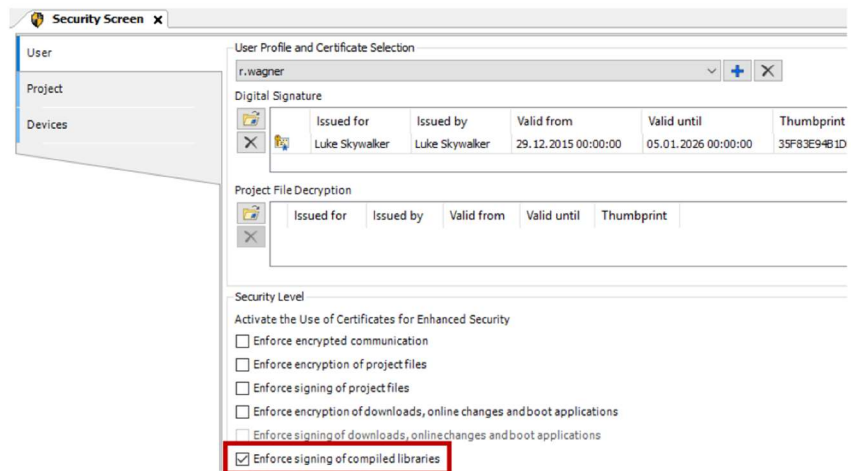 Security Screen X
User
Project
Devices
User Profile and Certificate Selection
r.wagner
Digital Signature
Issued for Issued by Valid from Valid until Thumbprint
Luke Skywalker Luke Skywalker 29.12.2015 00:00:00 05.01.2026 00:00:00 35F83E94B1D
Project File Decryption
Issued for Issued by Valid from Valid until Thumbprint
Security Level
Activate the Use of Certificates for Enhanced Security
Enforce encrypted communication
Enforce encryption of project files
Enforce signing of project files
Enforce encryption of downloads, online changes and boot applications
Enforce signing of downloads, online changes and boot applications
Enforce signing of compiled libraries